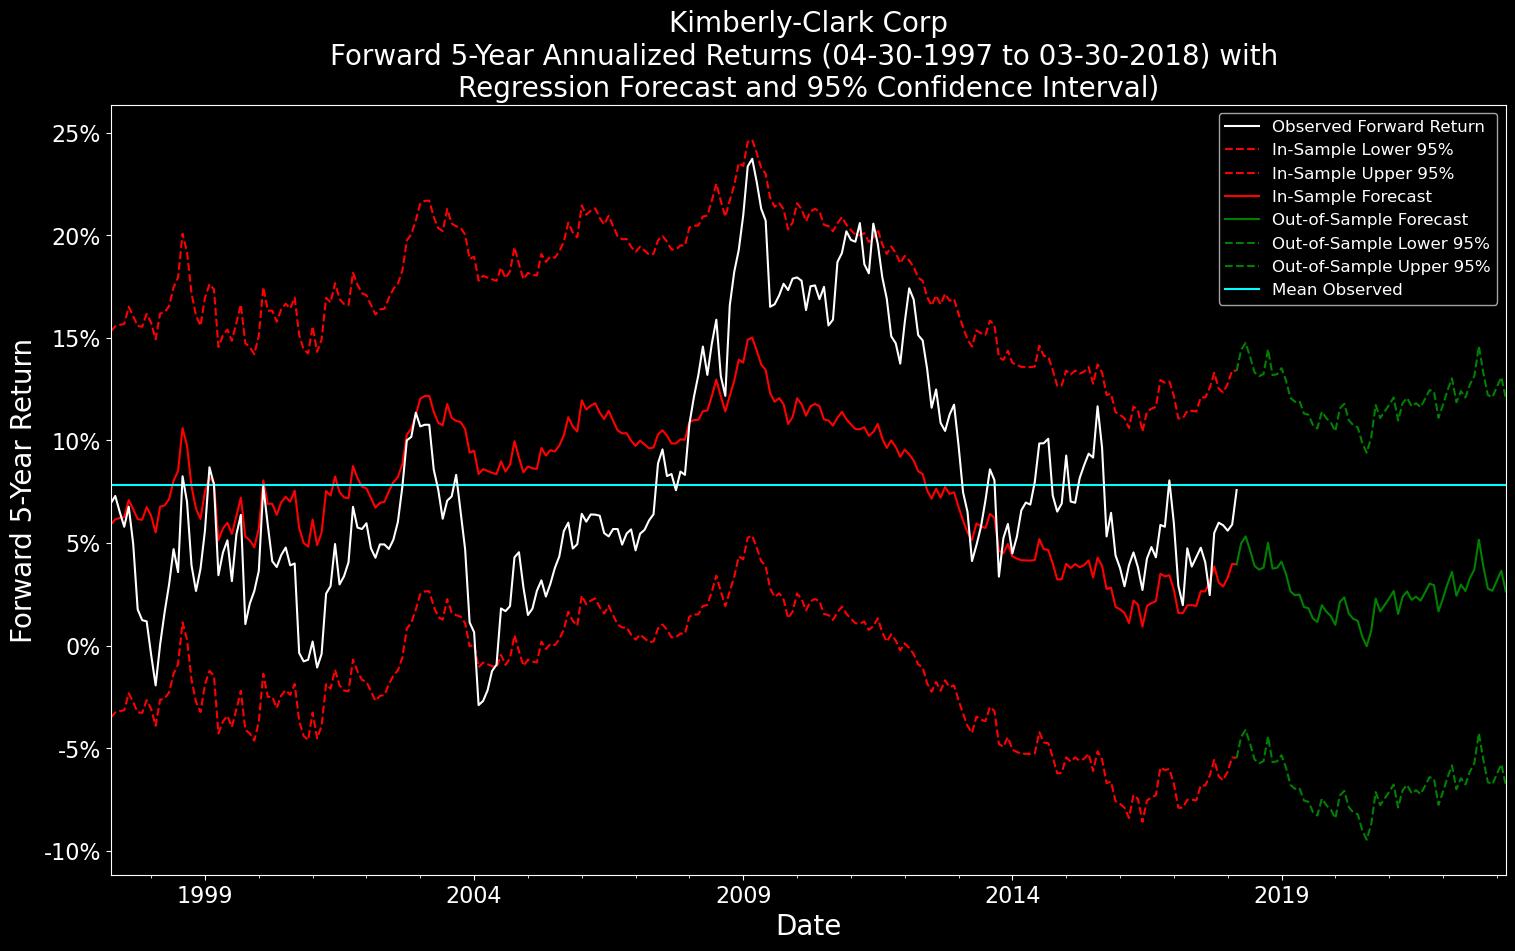 Kimberly-Clark Corp
Forward 5-Year Annualized Returns (04-30-1997 to 03-30-2018) with
Regression Forecast and 95% Confidence Interval)
Observed Forward Return
In-Sample Lower 95%
In-Sample Upper 95%
In-Sample Forecast
Out-of-Sample Forecast
Out-of-Sample Lower 95%
Out-of-Sample Upper 95%
Mean Observed
Forward 5-Year Return
25%
20%
15%
10%
5%
0%
-5%
-10%
1999 2004 2009 2014 2019
Date